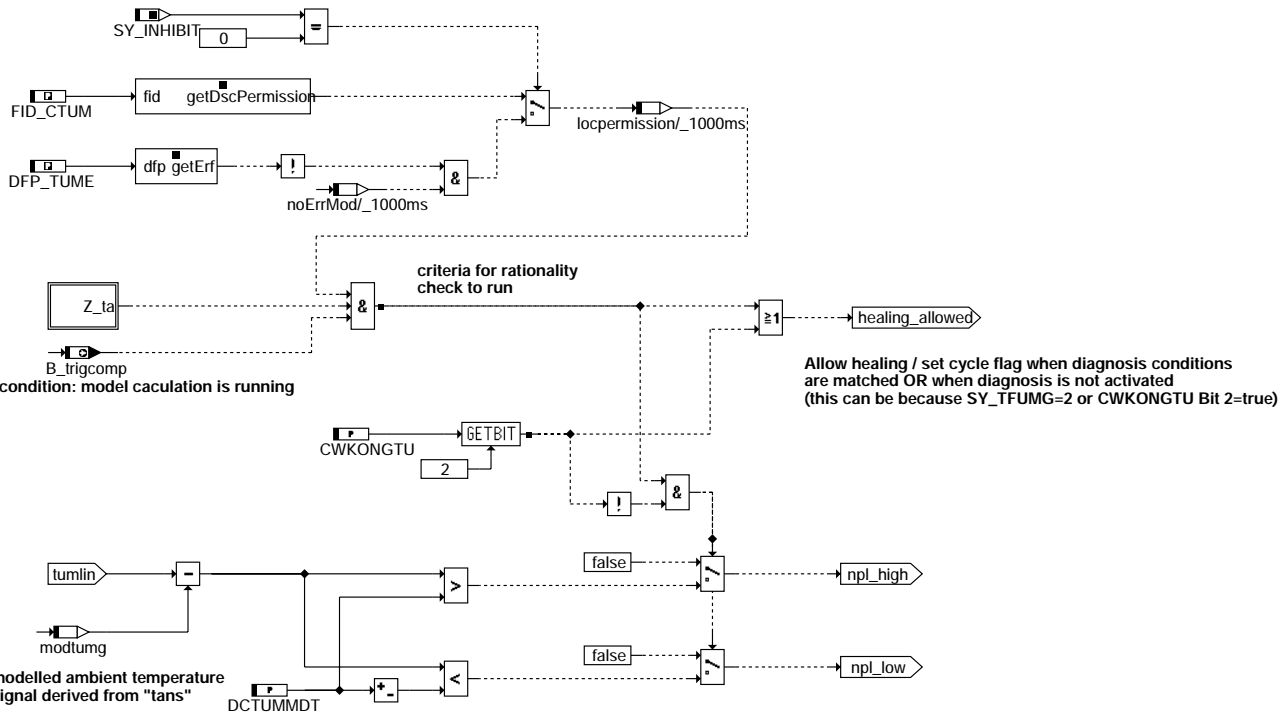 SY_INHIBIT
0
=
FID_CTUM
fid getDscPermission
locpermission/_1000ms
DFP_TUME
dfp getErf
!
&
noErrMod/_1000ms
criteria for rationality
check to run
Z_ta
&
≧1
healing_allowed
B_trigcomp
condition: model caculation is running
Allow healing / set cycle flag when diagnosis conditions
are matched OR when diagnosis is not activated
(this can be because SY_TFUMG=2 or CWKONGTU Bit 2=true)
CWKONGTU
GETBIT
2
!
&
tumlin
-
false
>
npl_high
modtumg
false
<
npl_low
modelled ambient temperature
signal derived from "tans"
DCTUMMDT
+-